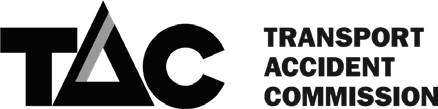 TAC
TRANSPORT
ACCIDENT
COMMISSION